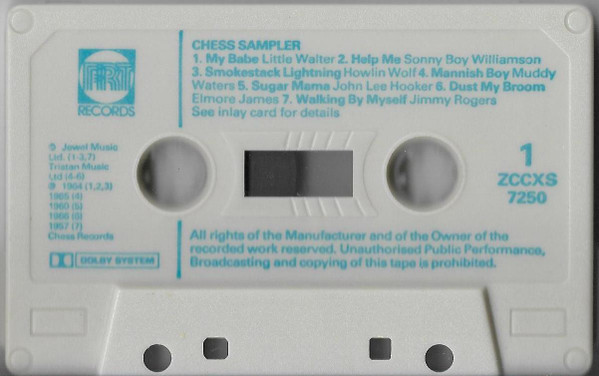 PRT
RECORDS
CHESS SAMPLER
1. My Babe Little Walter 2. Help Me Sonny Boy Williamson
3. Smokestack Lightning Howlin Wolf 4. Mannish Boy Muddy
Waters 5. Sugar Mama John Lee Hooker 6. Dust My Broom
Elmore James 7. Walking By Myself Jimmy Rogers
See inlay card for details
Jewel Music
Ltd. (1-3,7)
Tristan Music
Ltd (4-6)
℗ 1964 (1,2,3)
1965 (4)
1960 (5)
1966 (6)
1957 (7)
Chess Records
1
ZCCXS
7250
All rights of the Manufacturer and of the Owner of the
recorded work reserved. Unauthorised Public Performance,
Broadcasting and copying of this tape is prohibited.
DOLBY SYSTEM